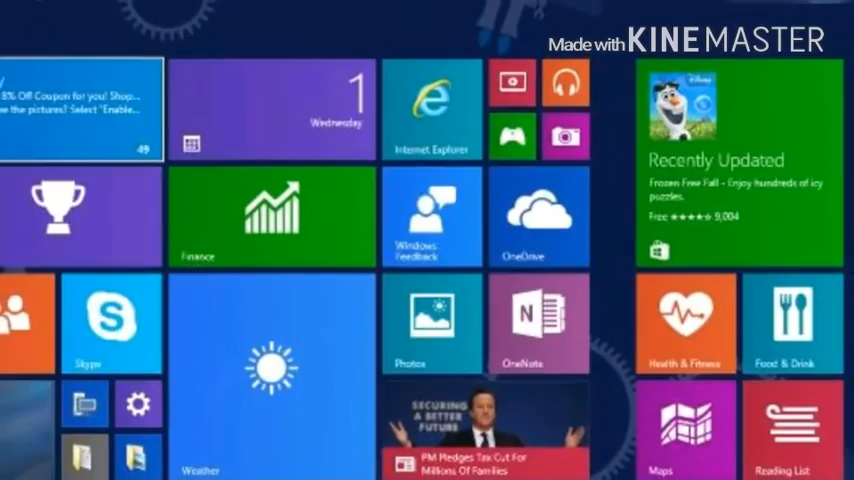 Made with KINEMASTER
8% Off Coupon for you! Shop...
the pictures? Select "Enable...
49
1
Wednesday
Internet Explorer
Disney
Recently Updated
Frozen Free Fall - Enjoy hundreds of icy
puzzles.
Free 9,004
Finance
Windows
Feedback
OneDrive
Skype
Photos
N
OneNote
Health & Fitness
Food & Drink
SECURING
A BETTER
FUTURE
Weather
PM Pledges Tax Cut For
Millions Of Families
Maps
Reading List